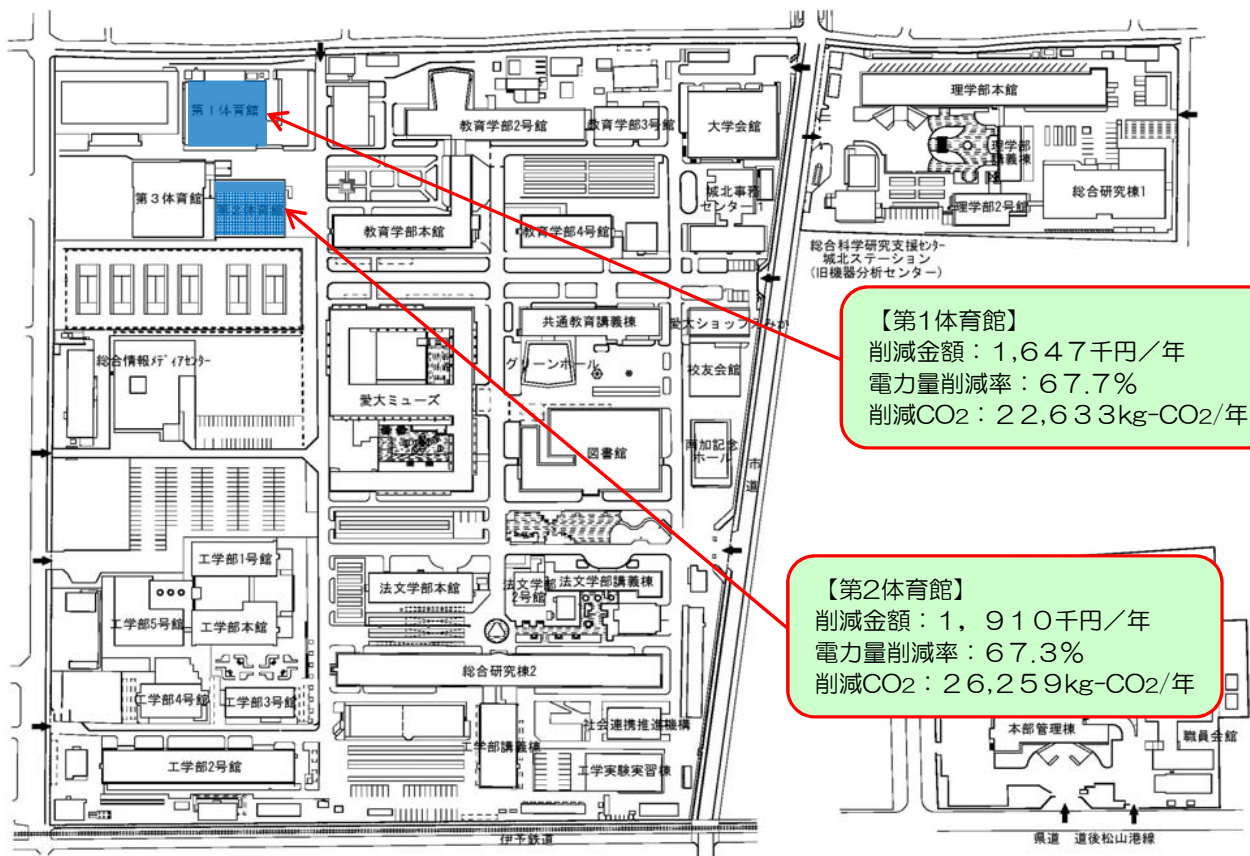 第1体育館
教育学部2号館
教育学部3号館
大学会館
理学部本館
理学部
講義棟
総合研究棟1
理学部2号館
第3体育館
第2体育館
教育学部本館
教育学部4号館
城北事務
センター1
総合科学研究支援センター
城北ステーション
(旧機器分析センター)
共通教育講義棟
愛大ショップえみか
グリーンホール
校友会館
総合情報メディアセンター
愛大ミューズ
図書館
両加記念
ホール
市道
【第1体育館】
削減金額：1,647千円／年
電力量削減率：67.7％
削減CO2：22,633kg-CO2/年
工学部1号館
工学部5号館
工学部本館
法文学部本館
法文学部
2号館
法文学部講義棟
【第2体育館】
削減金額：1，910千円／年
電力量削減率：67.3％
削減CO2：26,259kg-CO2/年
総合研究棟2
工学部4号館
工学部3号館
社会連携推進機構
工学部講義棟
工学部2号館
工学実験実習棟
本部管理棟
職員会館
伊予鉄道
県道 道後松山港線